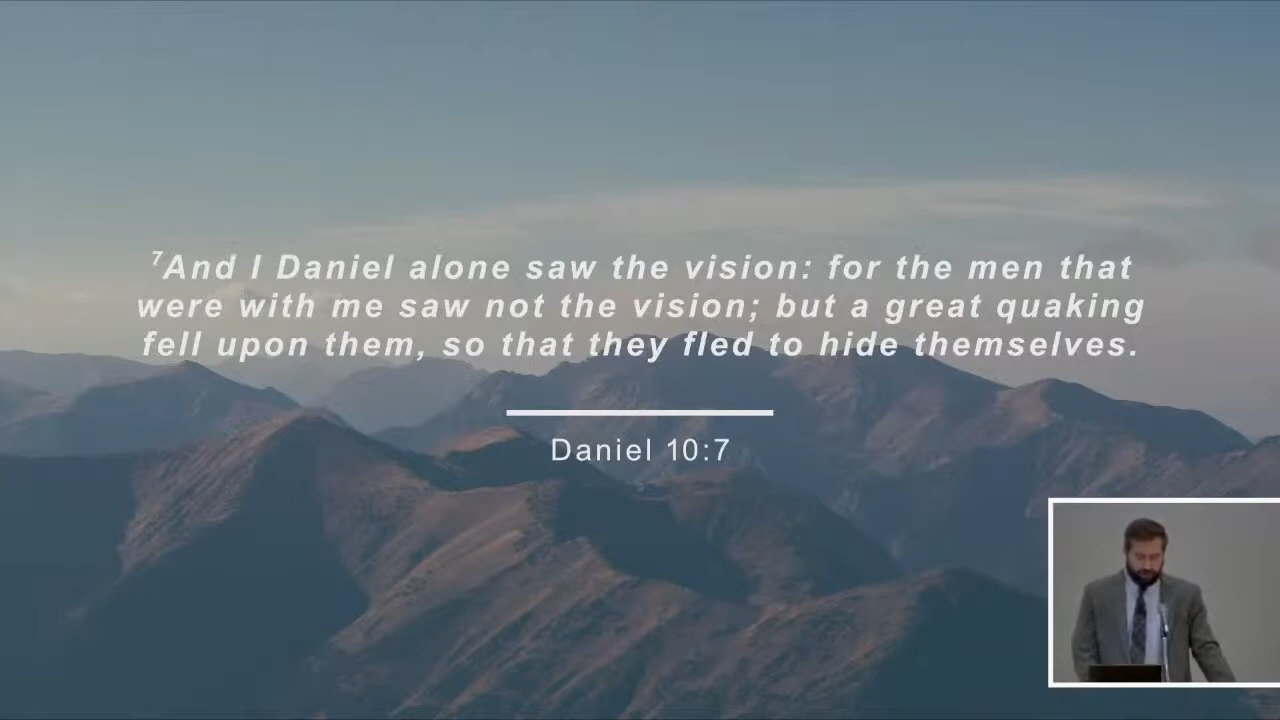 ⁷And I Daniel alone saw the vision: for the men that
were with me saw not the vision; but a great quaking
fell upon them, so that they fled to hide themselves.
Daniel 10:7